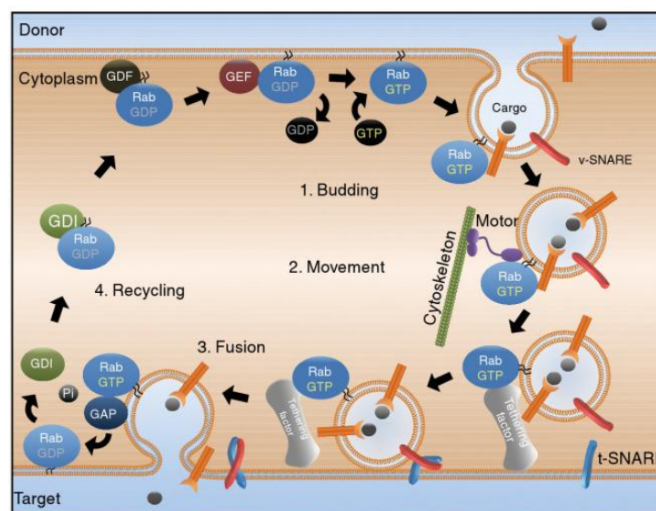 Donor
Cytoplasm
GDF
Rab
GDP
GEF
Rab
GDP
Rab
GTP
GDP
GTP
Cargo
Rab
GTP
v-SNARE
1. Budding
GDI
Rab
GDP
Motor
Cytoskeleton
Rab
GTP
2. Movement
4. Recycling
3. Fusion
GDI
Pi
Rab
GTP
GAP
Rab
GDP
Rab
GTP
Tethering
factor
Rab
GTP
Tethering
factor
t-SNARE
Target